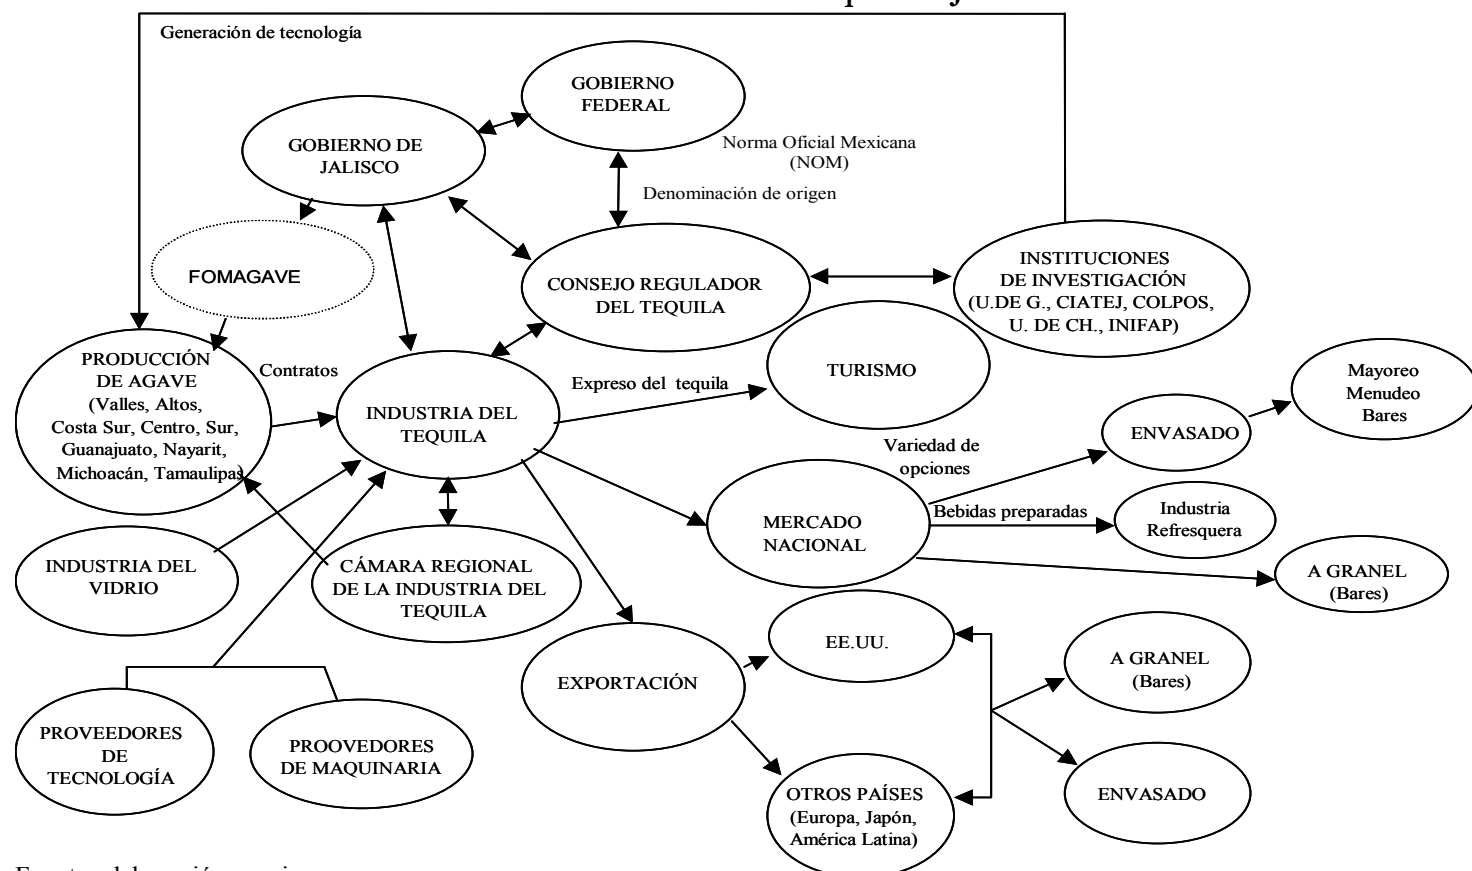 Generación de tecnología
GOBIERNO
FEDERAL
GOBIERNO DE
JALISCO
Norma Oficial Mexicana
(NOM)
Denominación de origen
FOMAGAVE
CONSEJO REGULADOR
DEL TEQUILA
INSTITUCIONES
DE INVESTIGACIÓN
(U.DE G., CIATEJ, COLPOS,
U. DE CH., INIFAP)
PRODUCCIÓN
DE AGAVE
(Valles, Altos,
Costa Sur, Centro, Sur,
Guanajuato, Nayarit,
Michoacán, Tamaulipas)
Contratos
INDUSTRIA DEL
TEQUILA
Expreso del tequila
TURISMO
Mayoreo
Menudeo
Bares
ENVASADO
Variedad de
opciones
MERCADO
NACIONAL
Bebidas preparadas
Industria
Refresquera
A GRANEL
(Bares)
INDUSTRIA DEL
VIDRIO
CÁMARA REGIONAL
DE LA INDUSTRIA DEL
TEQUILA
EXPORTACIÓN
EE.UU.
A GRANEL
(Bares)
PROVEEDORES
DE
TECNOLOGÍA
PROOVEDORES
DE MAQUINARIA
OTROS PAÍSES
(Europa, Japón,
América Latina)
ENVASADO